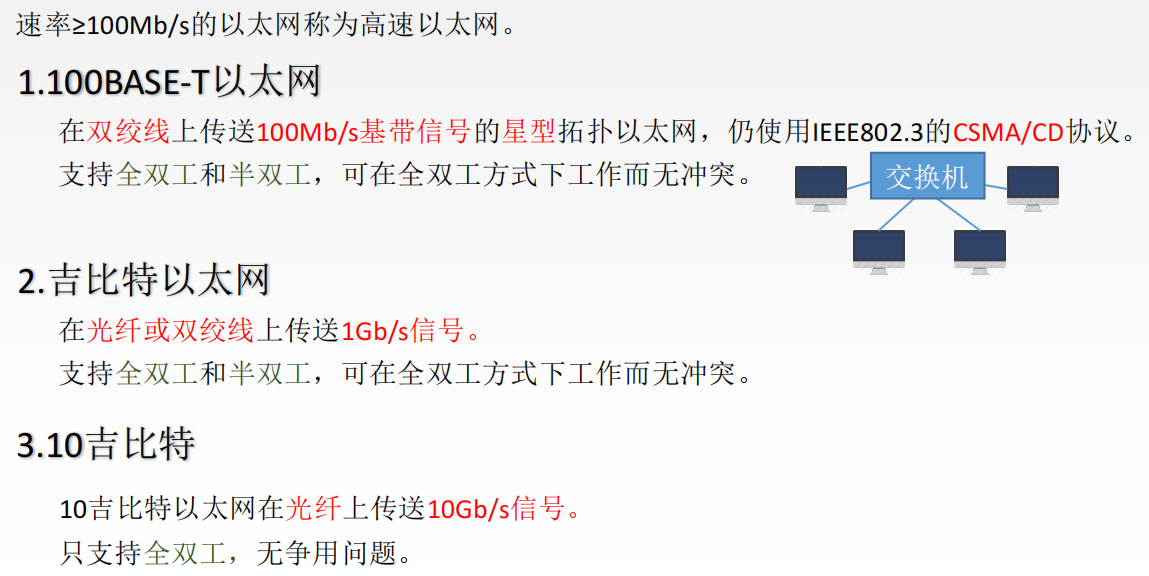 速率≥100Mb/s的以太网称为高速以太网。
1.100BASE-T以太网
在双绞线上传送100Mb/s基带信号的星型拓扑以太网，仍使用IEEE802.3的CSMA/CD协议。
支持全双工和半双工，可在全双工方式下工作而无冲突。
交换机
2.吉比特以太网
在光纤或双绞线上传送1Gb/s信号。
支持全双工和半双工，可在全双工方式下工作而无冲突。
3.10吉比特
10吉比特以太网在光纤上传送10Gb/s信号。
只支持全双工，无争用问题。